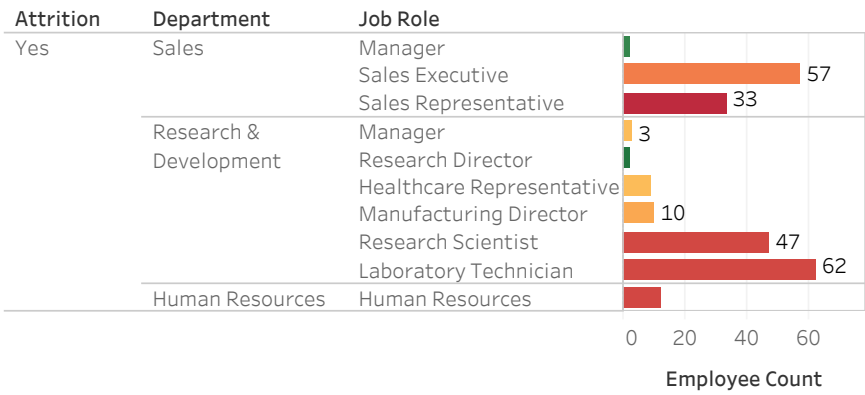 Attrition Department Job Role
Yes Sales Manager
Sales Executive 57
Sales Representative 33
Research & Manager 3
Development Research Director
Healthcare Representative
Manufacturing Director 10
Research Scientist 47
Laboratory Technician 62
Human Resources Human Resources
0 20 40 60
Employee Count